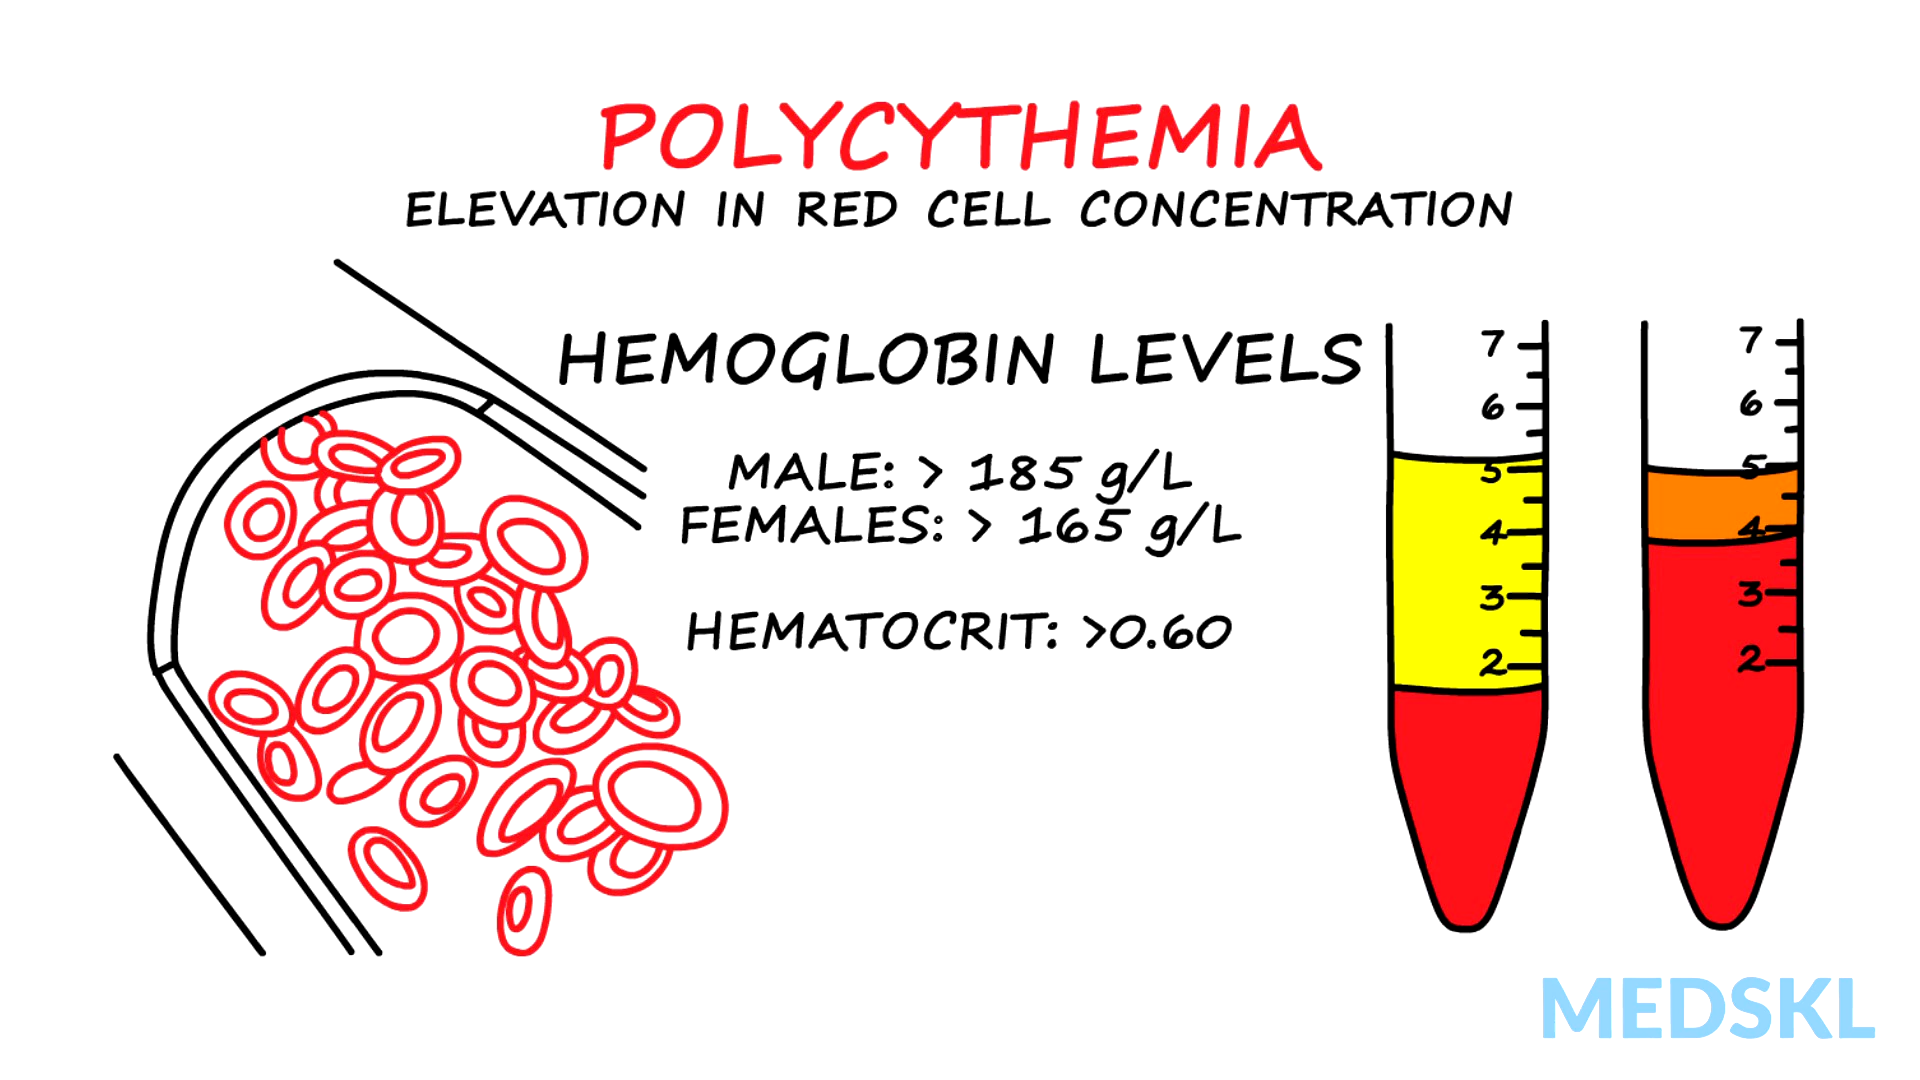 POLYCYTHEMIA
ELEVATION IN RED CELL CONCENTRATION
HEMOGLOBIN LEVELS
MALE: > 185 g/L
FEMALES: > 165 g/L
HEMATOCRIT: >0.60
7
6
5
4
3
2
7
6
5
4
3
2
MEDSKL